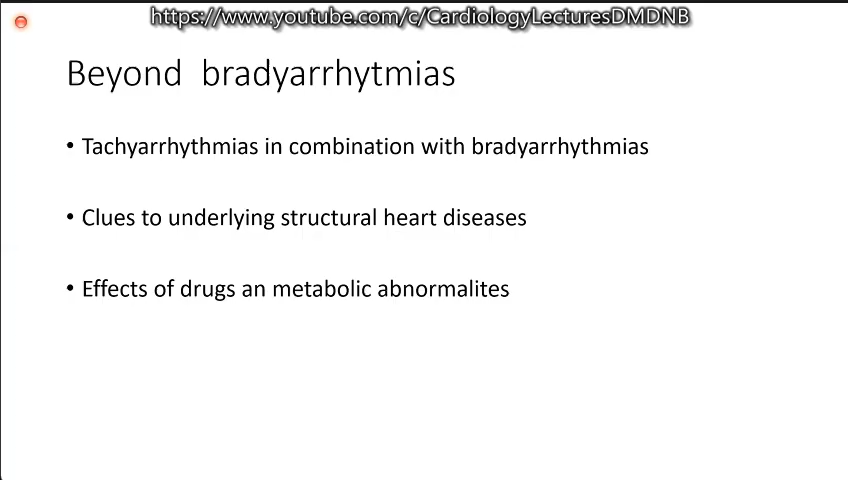 https://www.youtube.com/c/CardiologyLecturesDMDNB
Beyond bradyarrhytmias
• Tachyarrhythmias in combination with bradyarrhythmias
• Clues to underlying structural heart diseases
• Effects of drugs an metabolic abnormalites